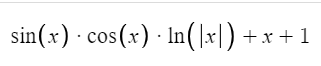 sin(x) · cos(x) · ln(|x|) + x + 1